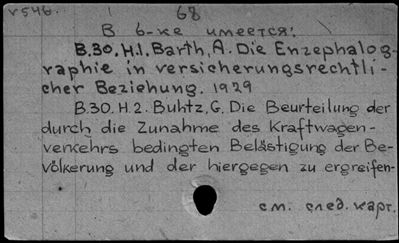 v546. 1 68
В б-ке имеется:
B.30.H.1. Barth, A. Die Enzephalog-
raphie in versicherungsrechtli-
cher Beziehung. 1929
B.30.H.2. Buhtz, G. Die Beurteilung der
durch die Zunahme des Kraftwagen-
verkehrs bedingten Belästigung der Be-
völkerung und der hiergegen zu ergreifen-
см. след. карт.